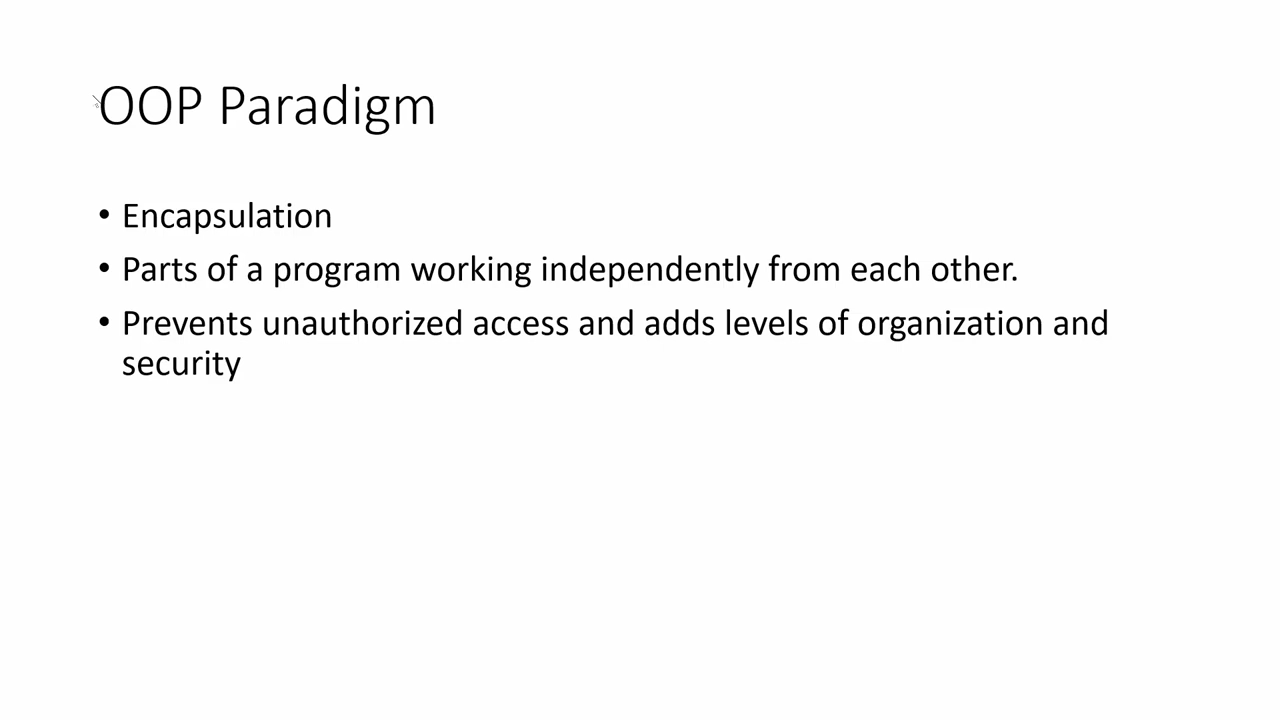 OOP Paradigm
• Encapsulation
• Parts of a program working independently from each other.
• Prevents unauthorized access and adds levels of organization and
security